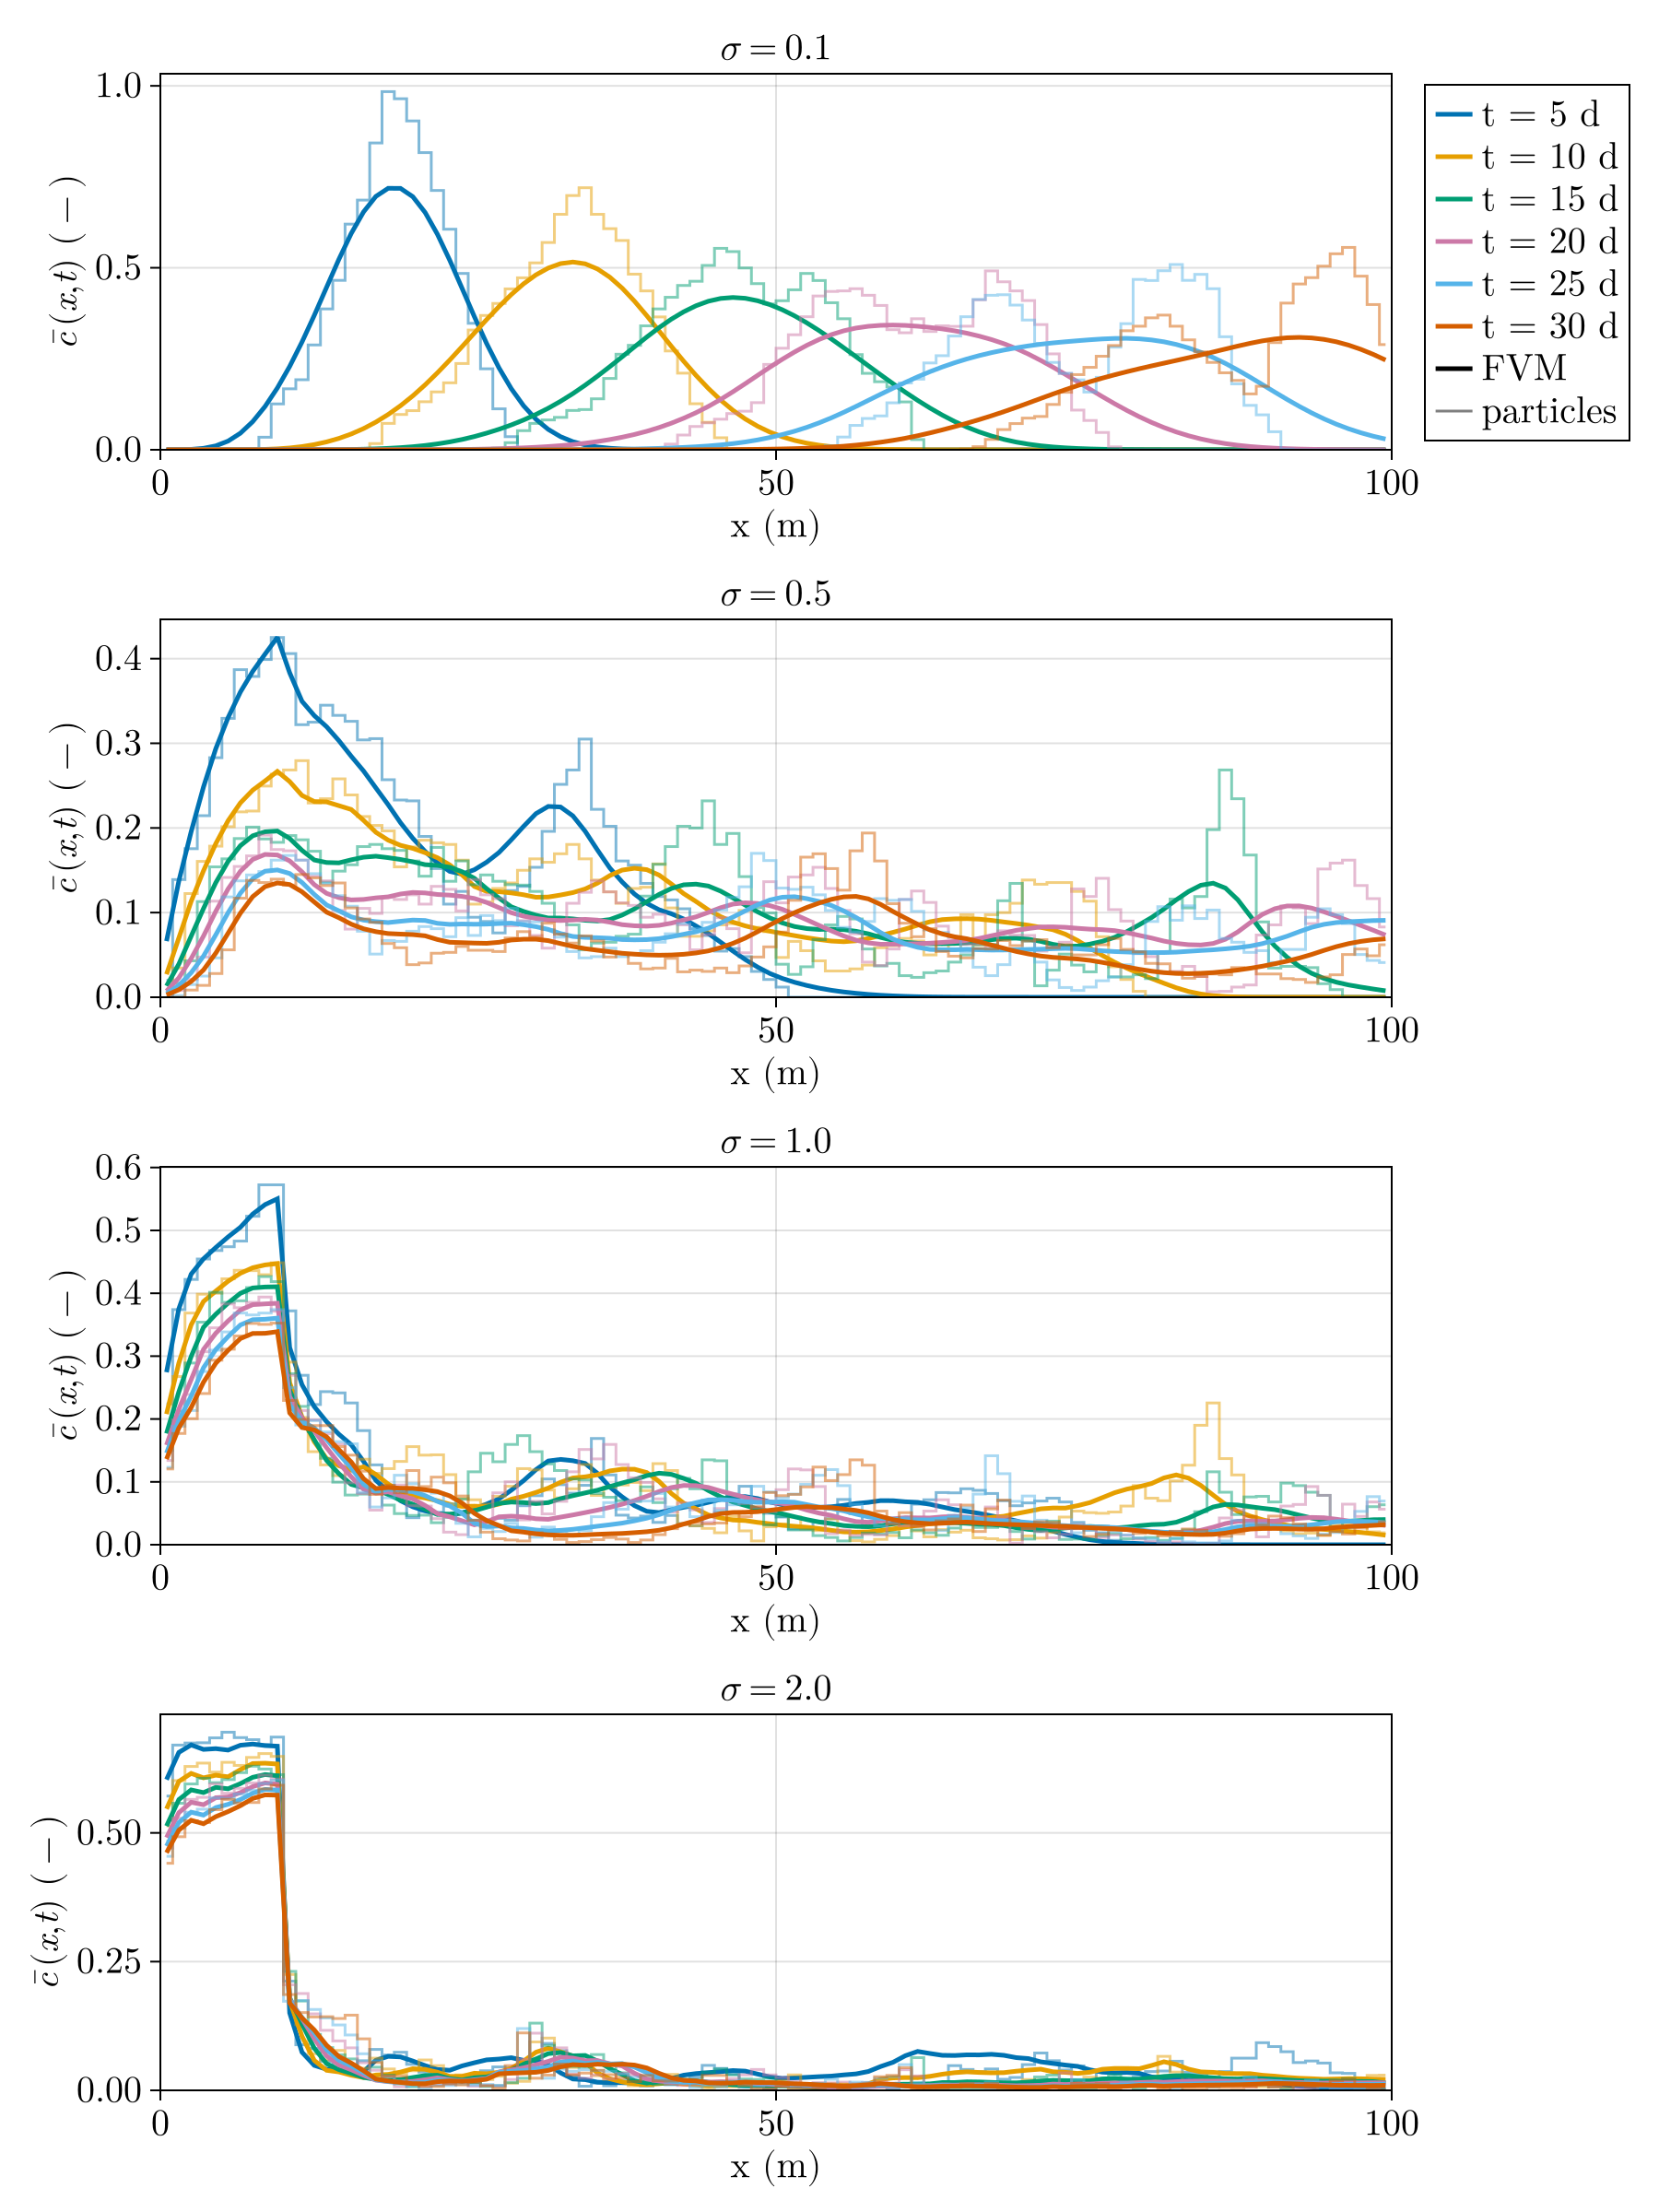 σ = 0.1
1.0
0.5
0.0
c̄(x,t) (−)
0
50
100
x (m)
t = 5 d
t = 10 d
t = 15 d
t = 20 d
t = 25 d
t = 30 d
FVM
particles
σ = 0.5
0.4
0.3
0.2
0.1
0.0
c̄(x,t) (−)
0
50
100
x (m)
σ = 1.0
0.6
0.5
0.4
0.3
0.2
0.1
0.0
c̄(x,t) (−)
0
50
100
x (m)
σ = 2.0
0.50
0.25
0.00
c̄(x,t) (−)
0
50
100
x (m)